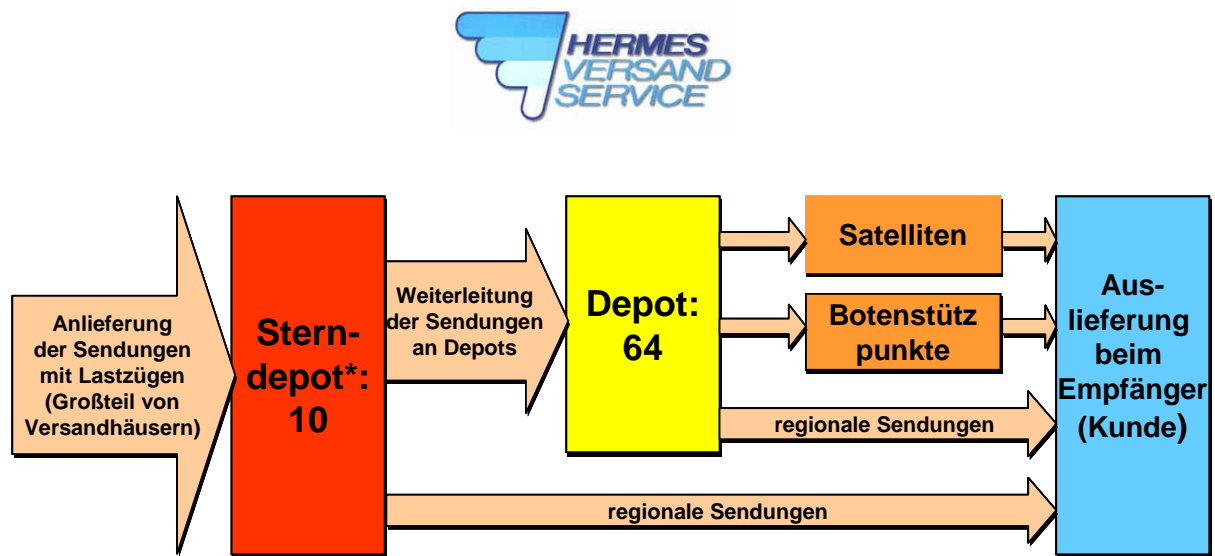 HERMES
VERSAND
SERVICE
Anlieferung
der Sendungen
mit Lastzügen
(Großteil von
Versandhäusern)
Stern-
depot*:
10
Weiterleitung
der Sendungen
an Depots
Depot:
64
Satelliten
Botenstütz
punkte
regionale Sendungen
regionale Sendungen
Aus-
lieferung
beim
Empfänger
(Kunde)